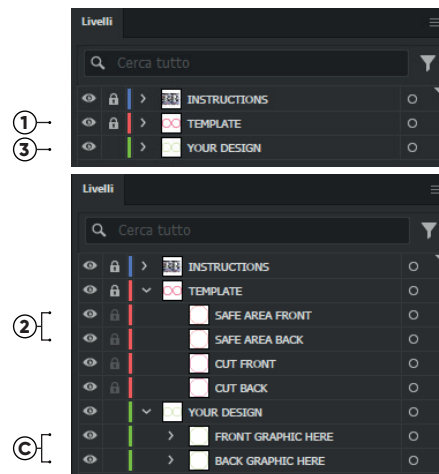 Livelli
Cerca tutto
INSTRUCTIONS
1 TEMPLATE
3 YOUR DESIGN
Livelli
Cerca tutto
INSTRUCTIONS
TEMPLATE
2 SAFE AREA FRONT
SAFE AREA BACK
CUT FRONT
CUT BACK
YOUR DESIGN
C FRONT GRAPHIC HERE
BACK GRAPHIC HERE